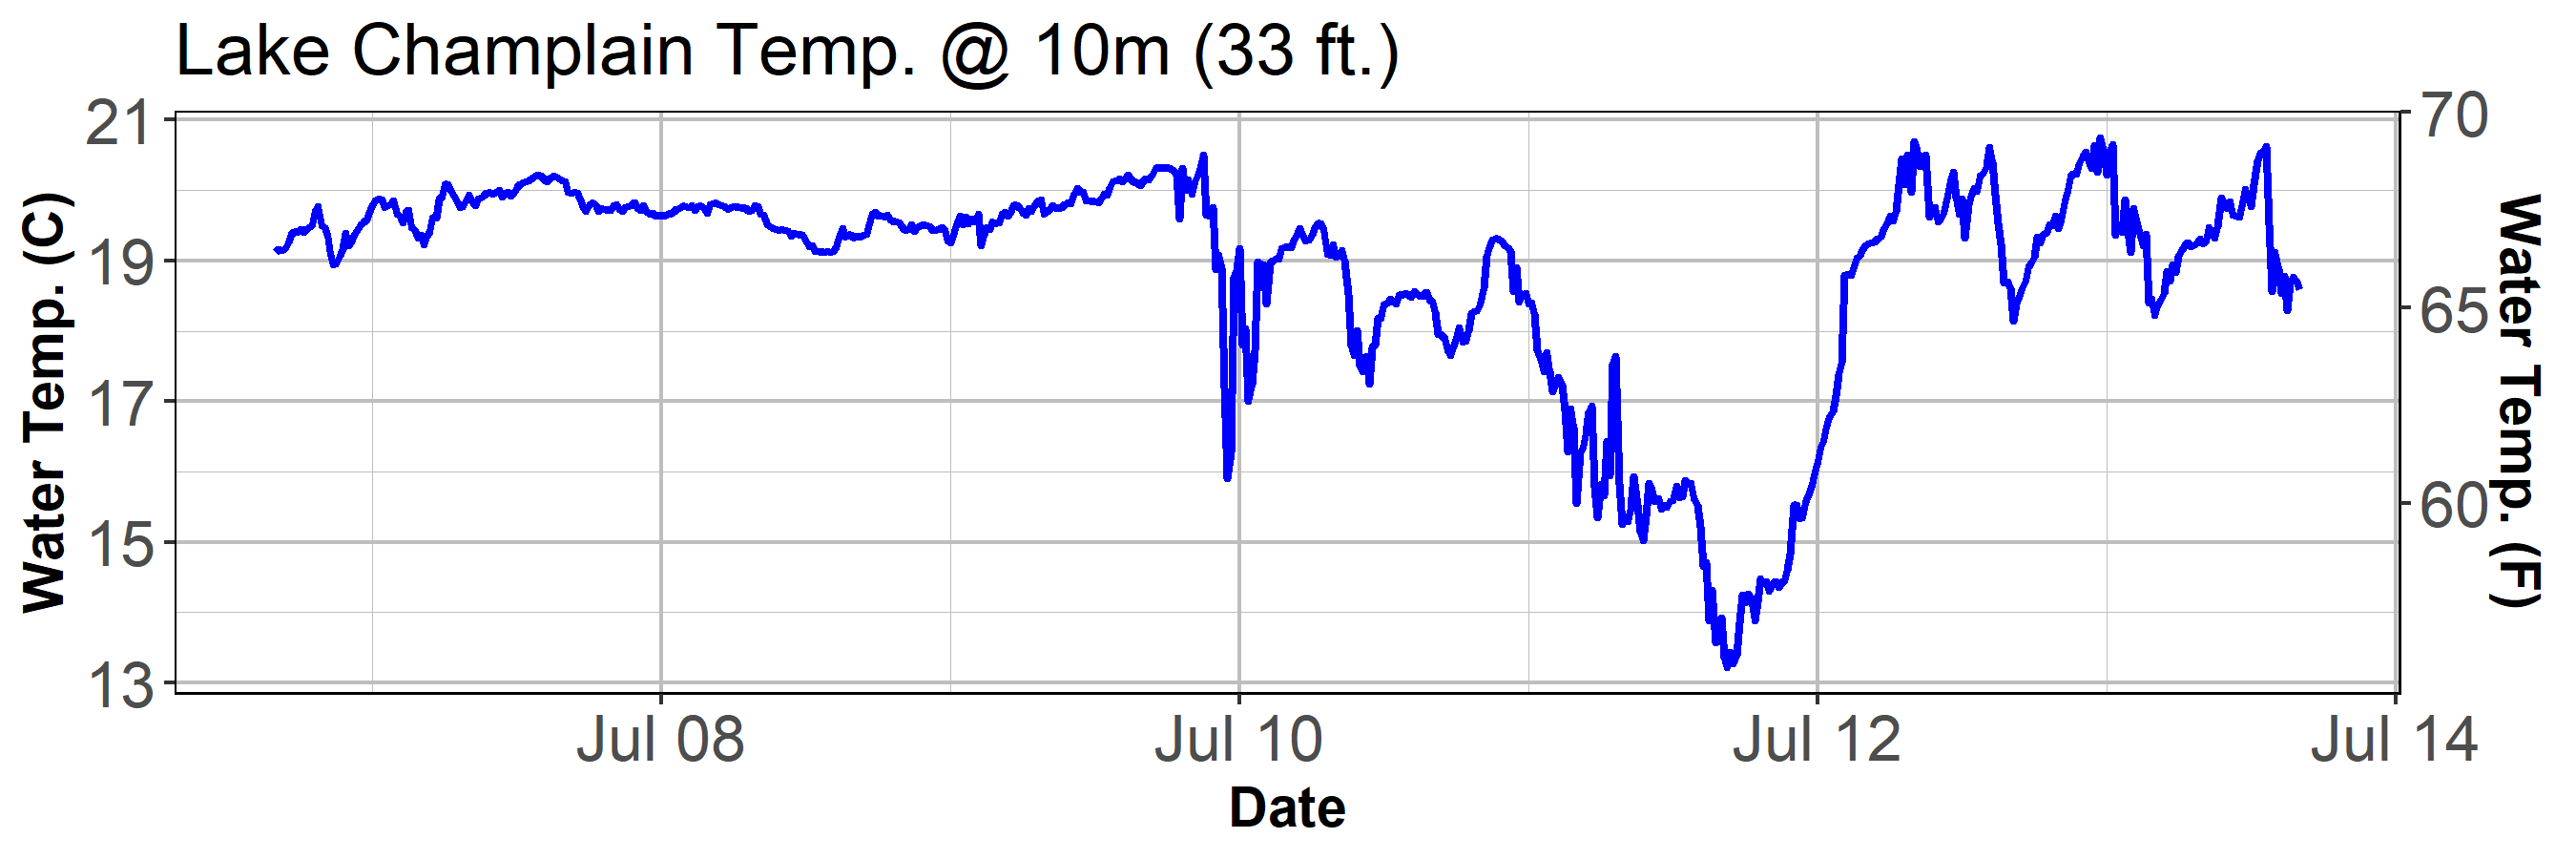 Lake Champlain Temp. @ 10m (33 ft.)
Water Temp. (C)
21
19
17
15
13
70
65
60
Water Temp. (F)
Jul 08
Jul 10
Jul 12
Jul 14
Date